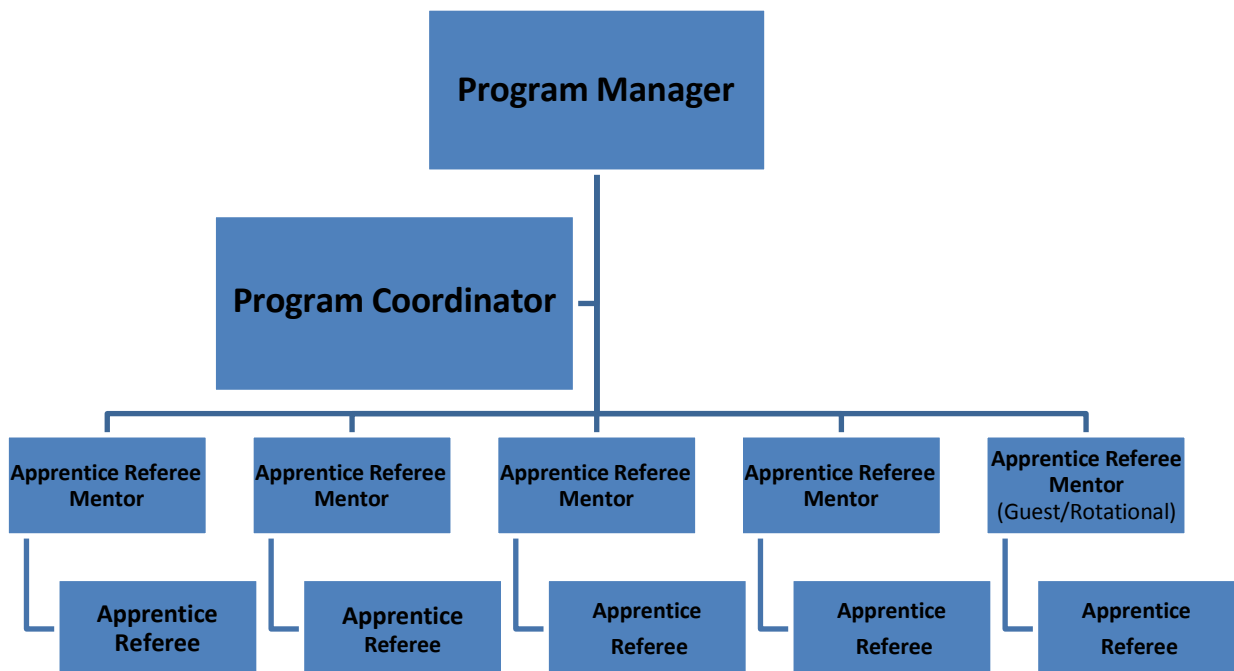 Program Manager
Program Coordinator
Apprentice Referee
Mentor
Apprentice Referee
Mentor
Apprentice Referee
Mentor
Apprentice Referee
Mentor
Apprentice Referee
Mentor
(Guest/Rotational)
Apprentice
Referee
Apprentice
Referee
Apprentice
Referee
Apprentice
Referee
Apprentice
Referee